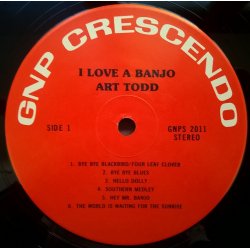 GNP CRESCENDO
I LOVE A BANJO
ART TODD
SIDE 1
GNPS 2011
STEREO
1. BYE BYE BLACKBIRD/FOUR LEAF CLOVER
2. BYE BYE BLUES
3. HELLO DOLLY
4. SOUTHERN MEDLEY
5. HEY MR. BANJO
6. THE WORLD IS WAITING FOR THE SUNRISE